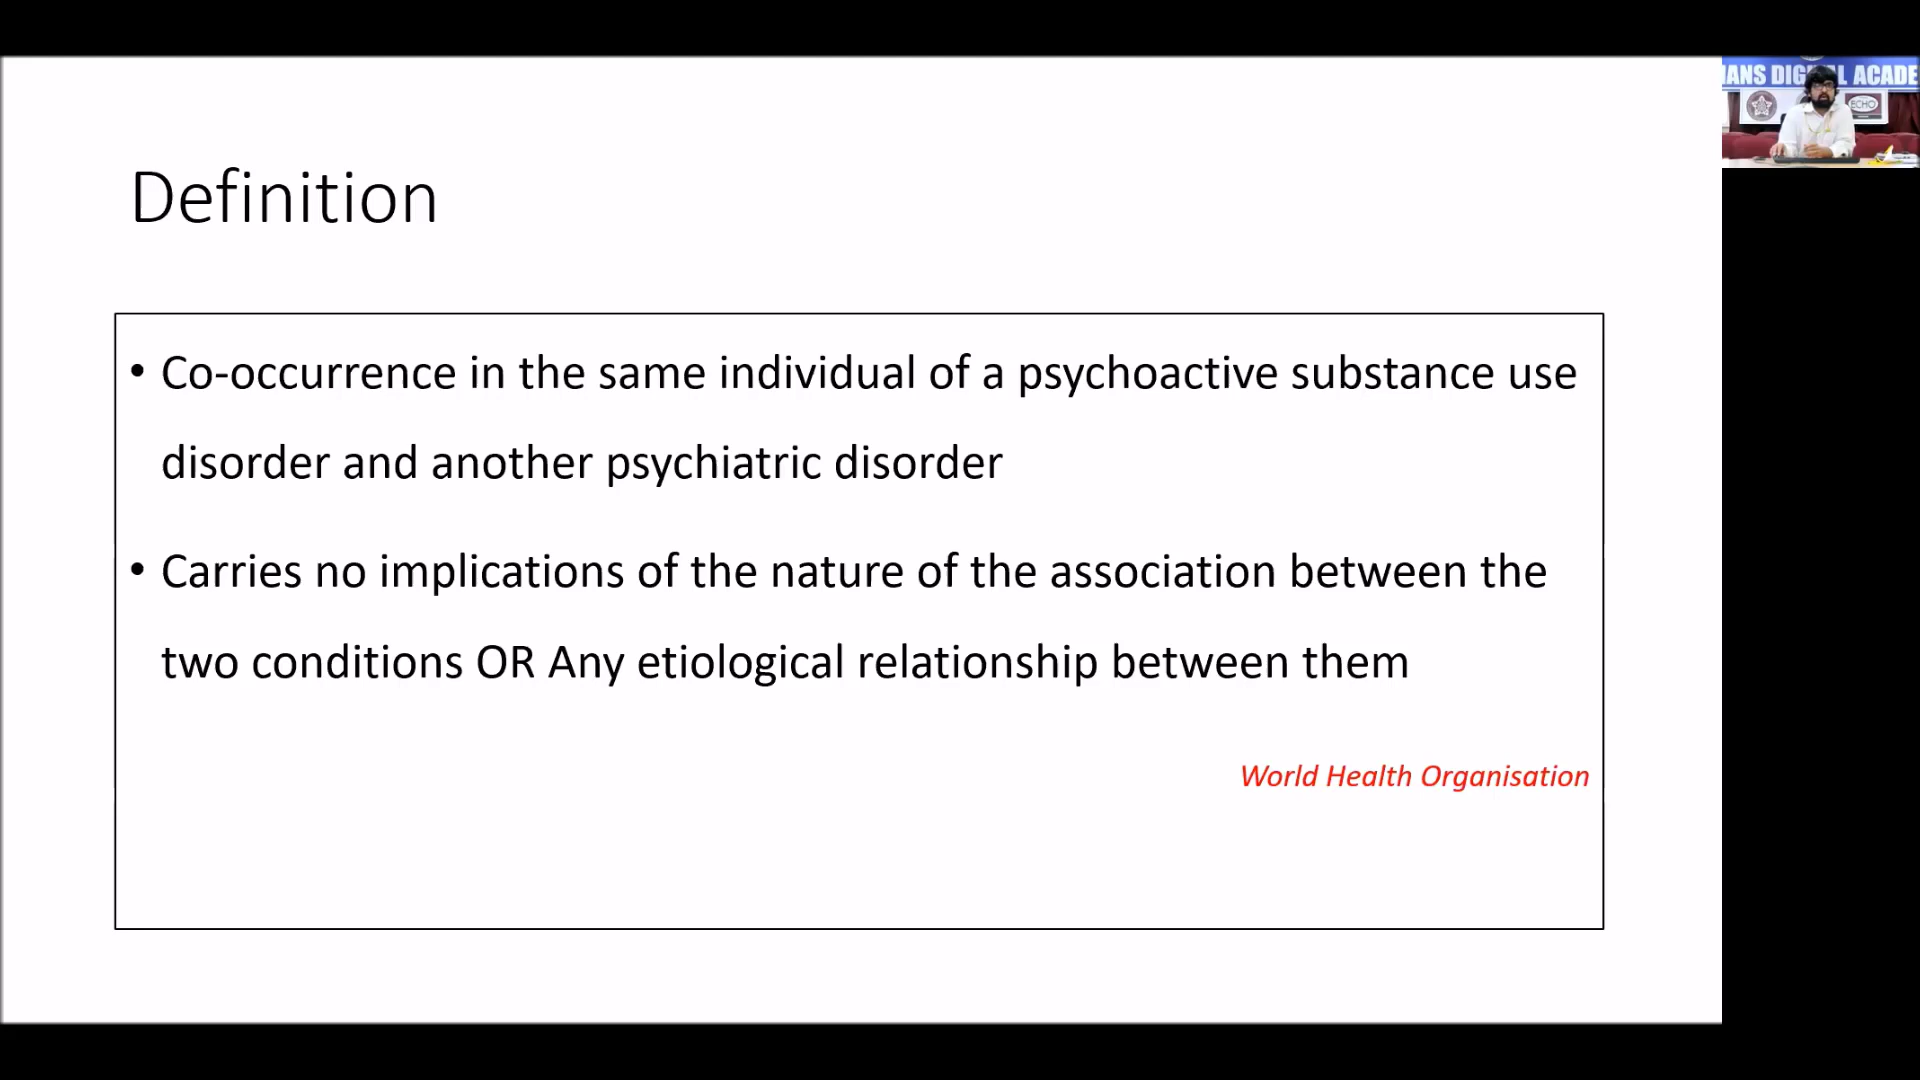 Definition
• Co-occurrence in the same individual of a psychoactive substance use
disorder and another psychiatric disorder
• Carries no implications of the nature of the association between the
two conditions OR Any etiological relationship between them
World Health Organisation
ECHO